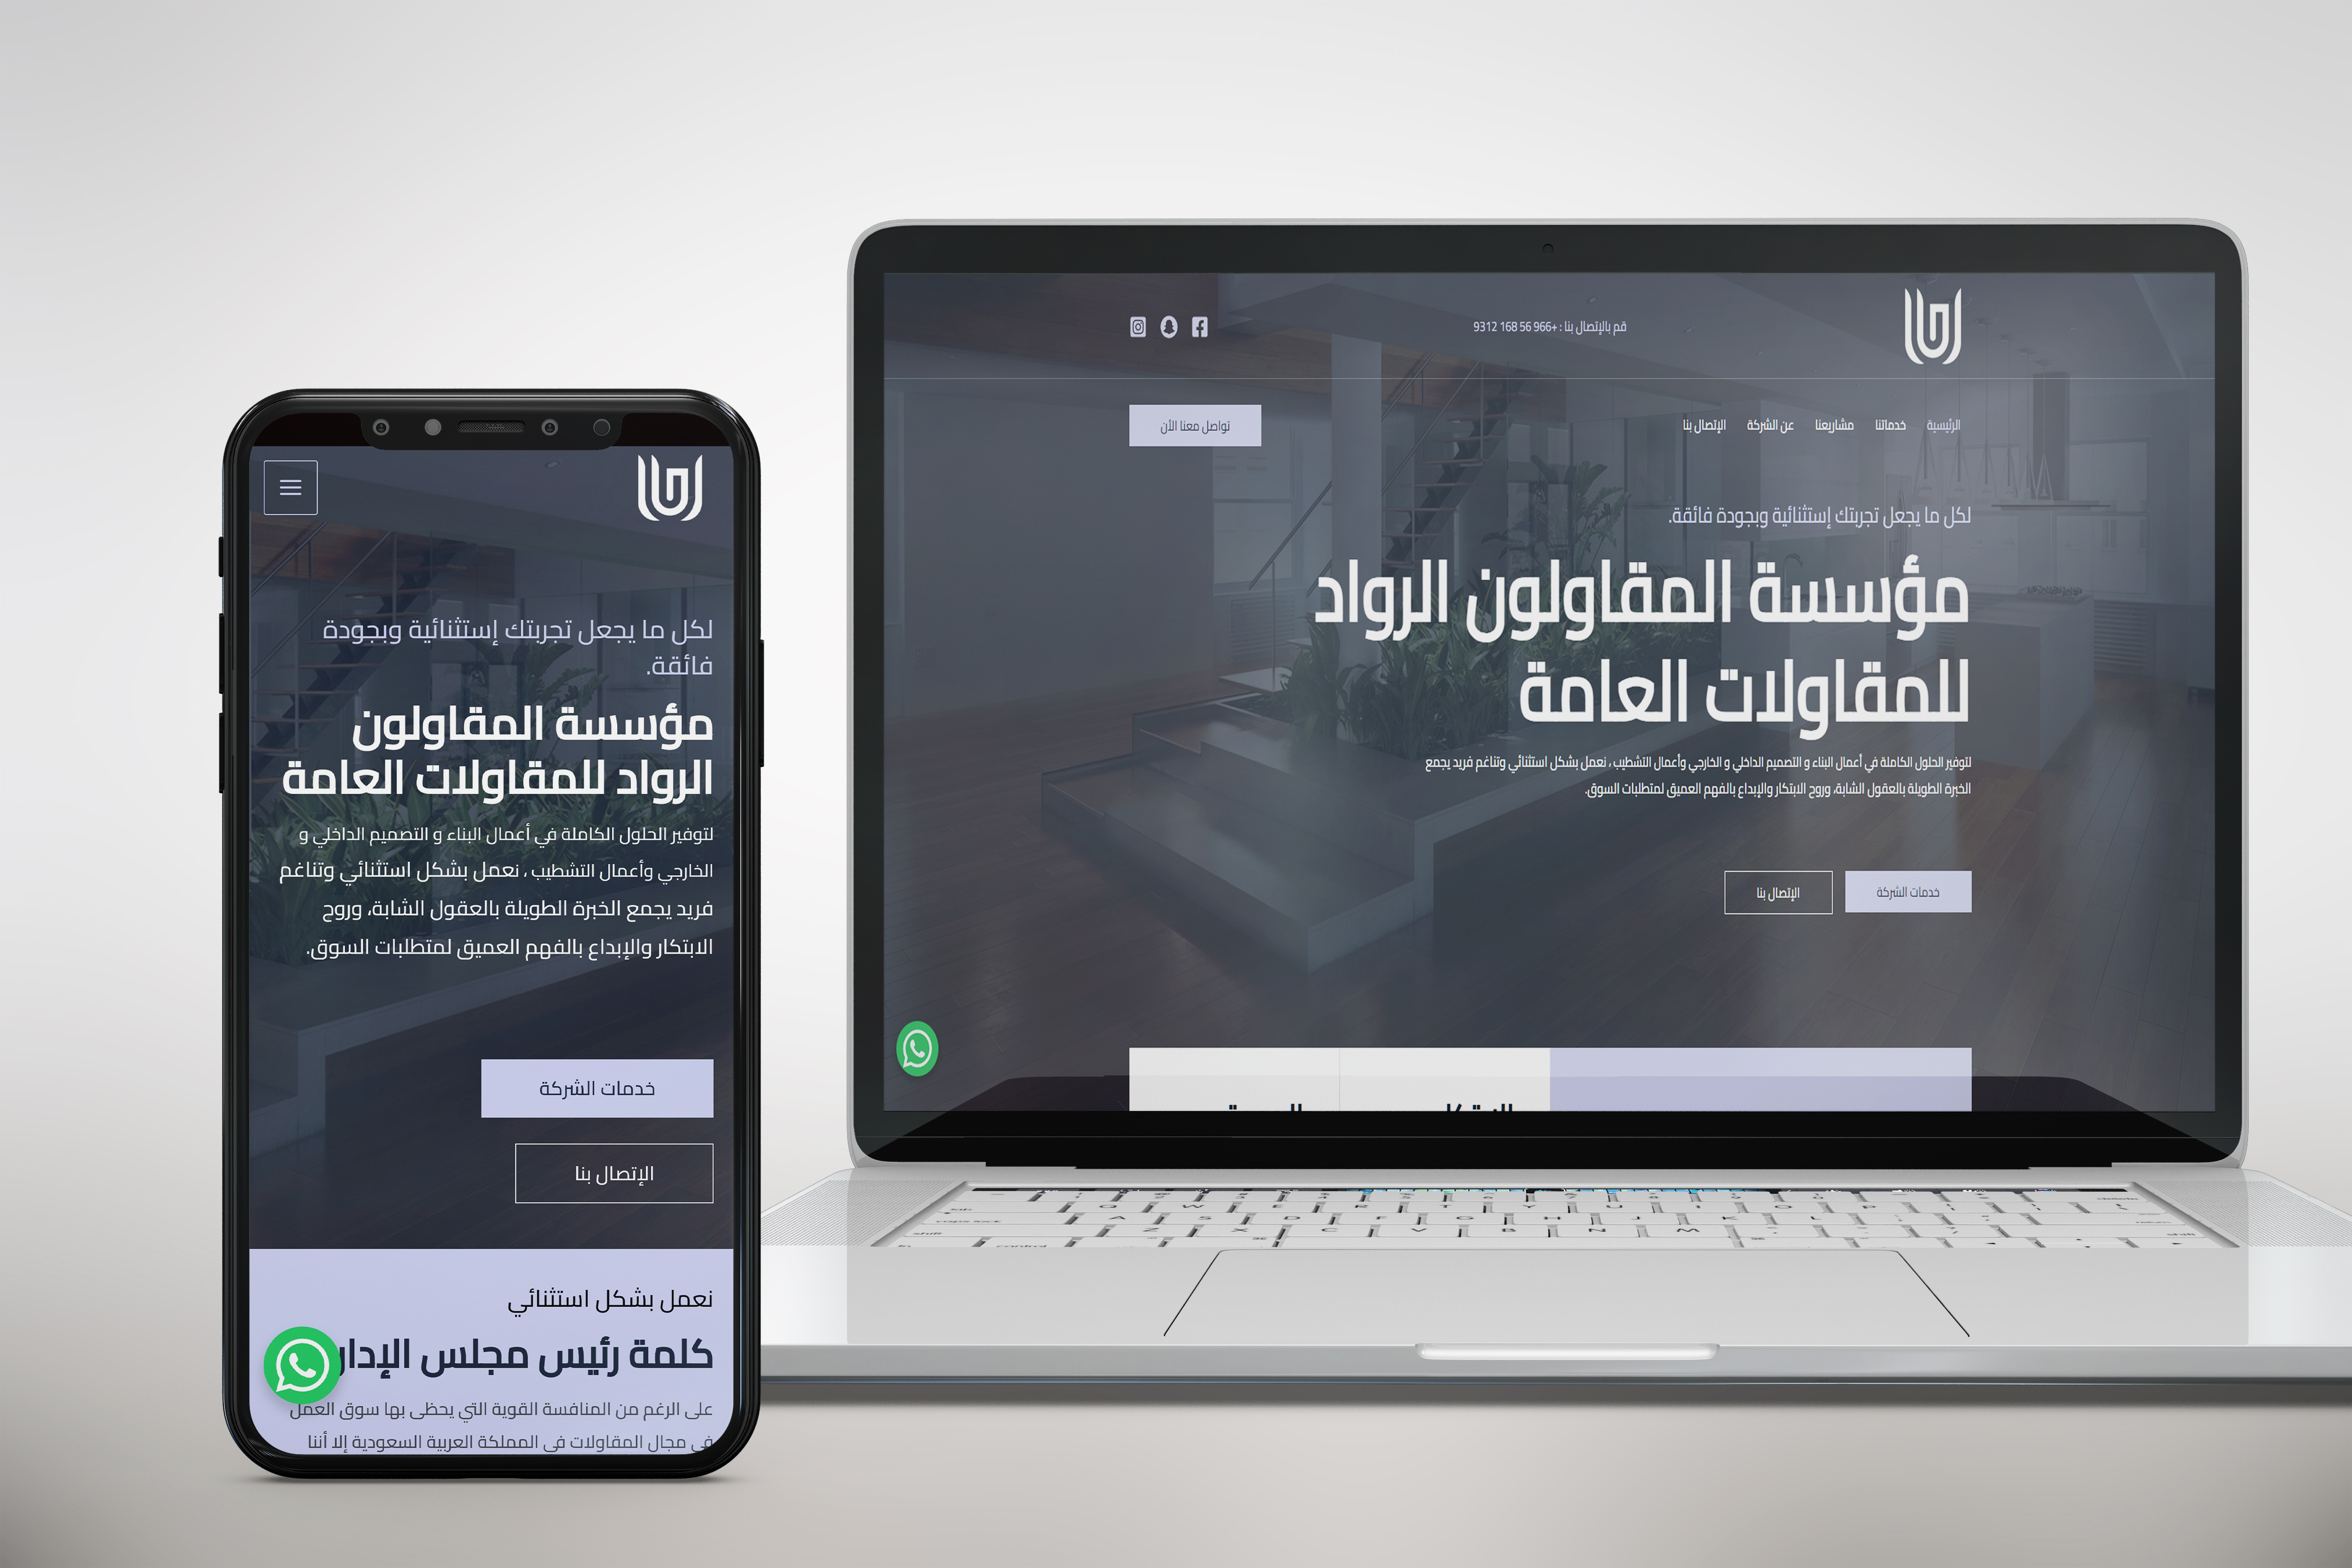 لكل ما يجعل تجربتك إستثنائية وبجودة
فائقة.
مؤسسة المقاولون
الرواد للمقاولات العامة
لتوفير الحلول الكاملة في أعمال البناء و التصميم الداخلي و
الخارجي وأعمال التشطيب ، نعمل بشكل استثنائي وتناغم
فريد يجمع الخبرة الطويلة بالعقول الشابة، وروح
الابتكار والإبداع بالفهم العميق لمتطلبات السوق.
خدمات الشركة
الإتصال بنا
نعمل بشكل استثنائي
كلمة رئيس مجلس
على الرغم من المنافسة القوية التي يحظى بها سوق العمل
في مجال المقاولات في المملكة العربية السعودية إلا أننا
قم بالإتصال بنا : +966 56 168 9312
الرئيسية خدماتنا مشاريعنا عن الشركة الإتصال بنا
تواصل معنا الأن
لكل ما يجعل تجربتك إستثنائية وبجودة فائقة.
مؤسسة المقاولون الرواد
للمقاولات العامة
لتوفير الحلول الكاملة في أعمال البناء و التصميم الداخلي و الخارجي وأعمال التشطيب ، نعمل بشكل استثنائي وتناغم فريد يجمع
الخبرة الطويلة بالعقول الشابة، وروح الابتكار والإبداع بالفهم العميق لمتطلبات السوق.
خدمات الشركة
الإتصال بنا
Q W E R T Y U I O P
A S D F G H J K L
Z X C V B N M